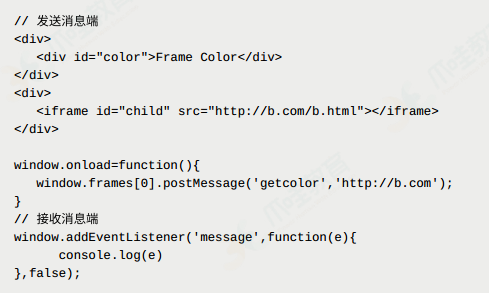 // 发送消息端
<div>
   <div id="color">Frame Color</div>
</div>
<div>
   <iframe id="child" src="http://b.com/b.html"></iframe>
</div>

window.onload=function(){
   window.frames[0].postMessage('getcolor','http://b.com');
}
// 接收消息端
window.addEventListener('message',function(e){
      console.log(e)
},false);